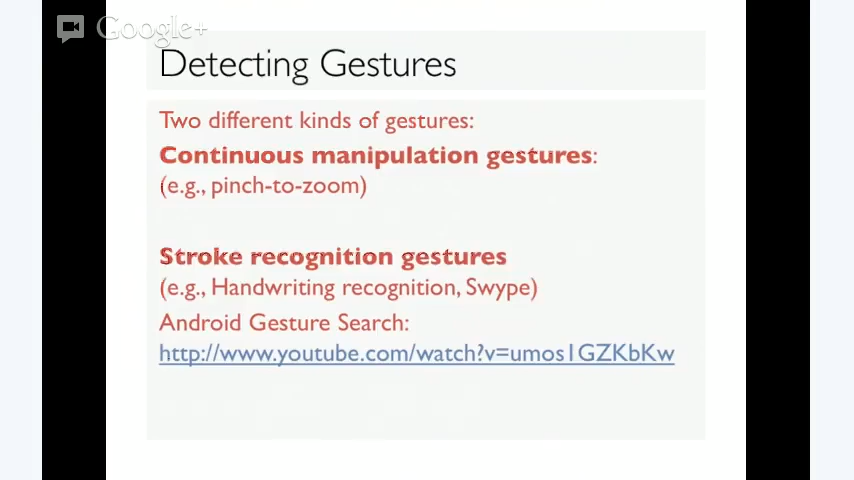 Google+
Detecting Gestures
Two different kinds of gestures:
Continuous manipulation gestures:
(e.g., pinch-to-zoom)
Stroke recognition gestures
(e.g., Handwriting recognition, Swype)
Android Gesture Search:
http://www.youtube.com/watch?v=umos1GZKbKw